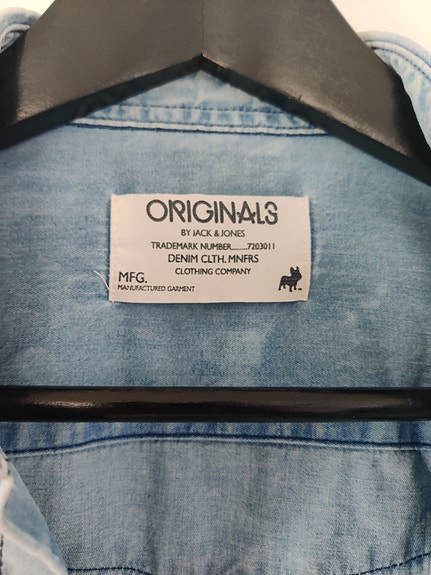 ORIGINALS
BY JACK & JONES
TRADEMARK NUMBER........7203011
DENIM CLTH. MNFRS
CLOTHING COMPANY
MFG.
MANUFACTURED GARMENT